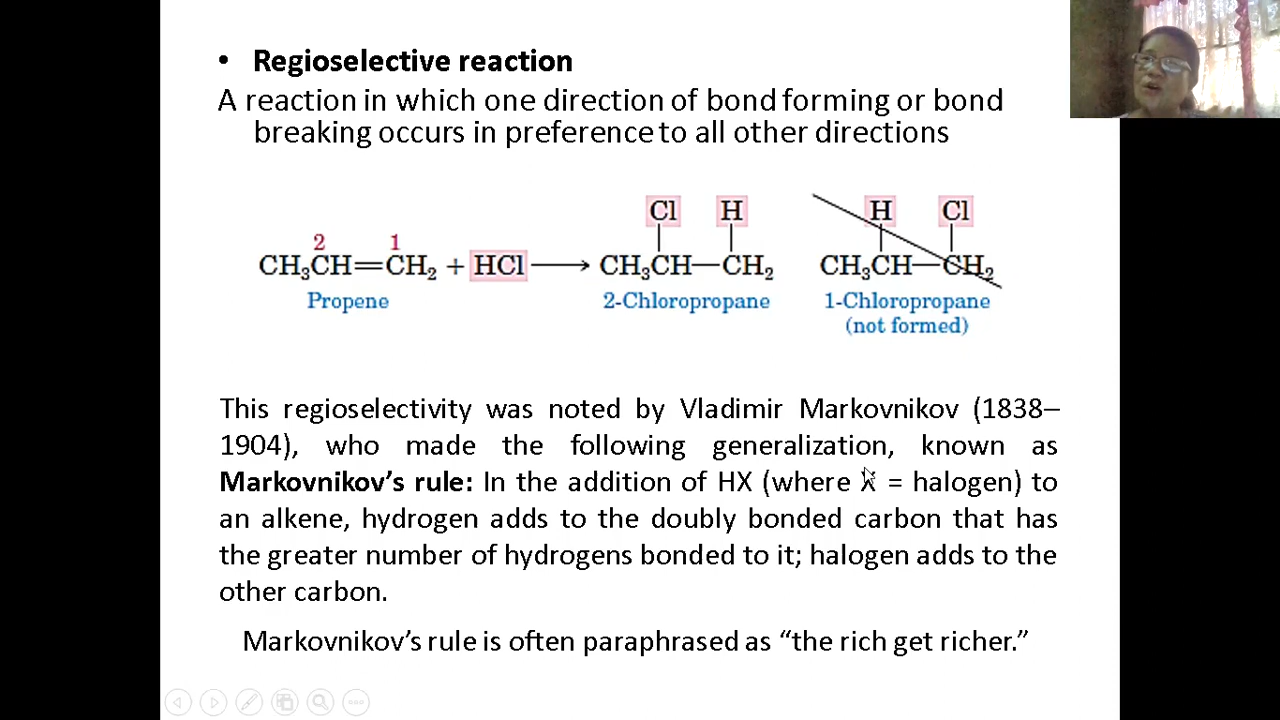 • Regioselective reaction
A reaction in which one direction of bond forming or bond
breaking occurs in preference to all other directions
Cl H H Cl
2 1
CH₃CH=CH₂ + HCl ⟶ CH₃CH—CH₂ CH₃CH—CH₂
Propene 2-Chloropropane 1-Chloropropane
(not formed)
This regioselectivity was noted by Vladimir Markovnikov (1838–
1904), who made the following generalization, known as
Markovnikov’s rule: In the addition of HX (where X = halogen) to
an alkene, hydrogen adds to the doubly bonded carbon that has
the greater number of hydrogens bonded to it; halogen adds to the
other carbon.
Markovnikov’s rule is often paraphrased as “the rich get richer.”